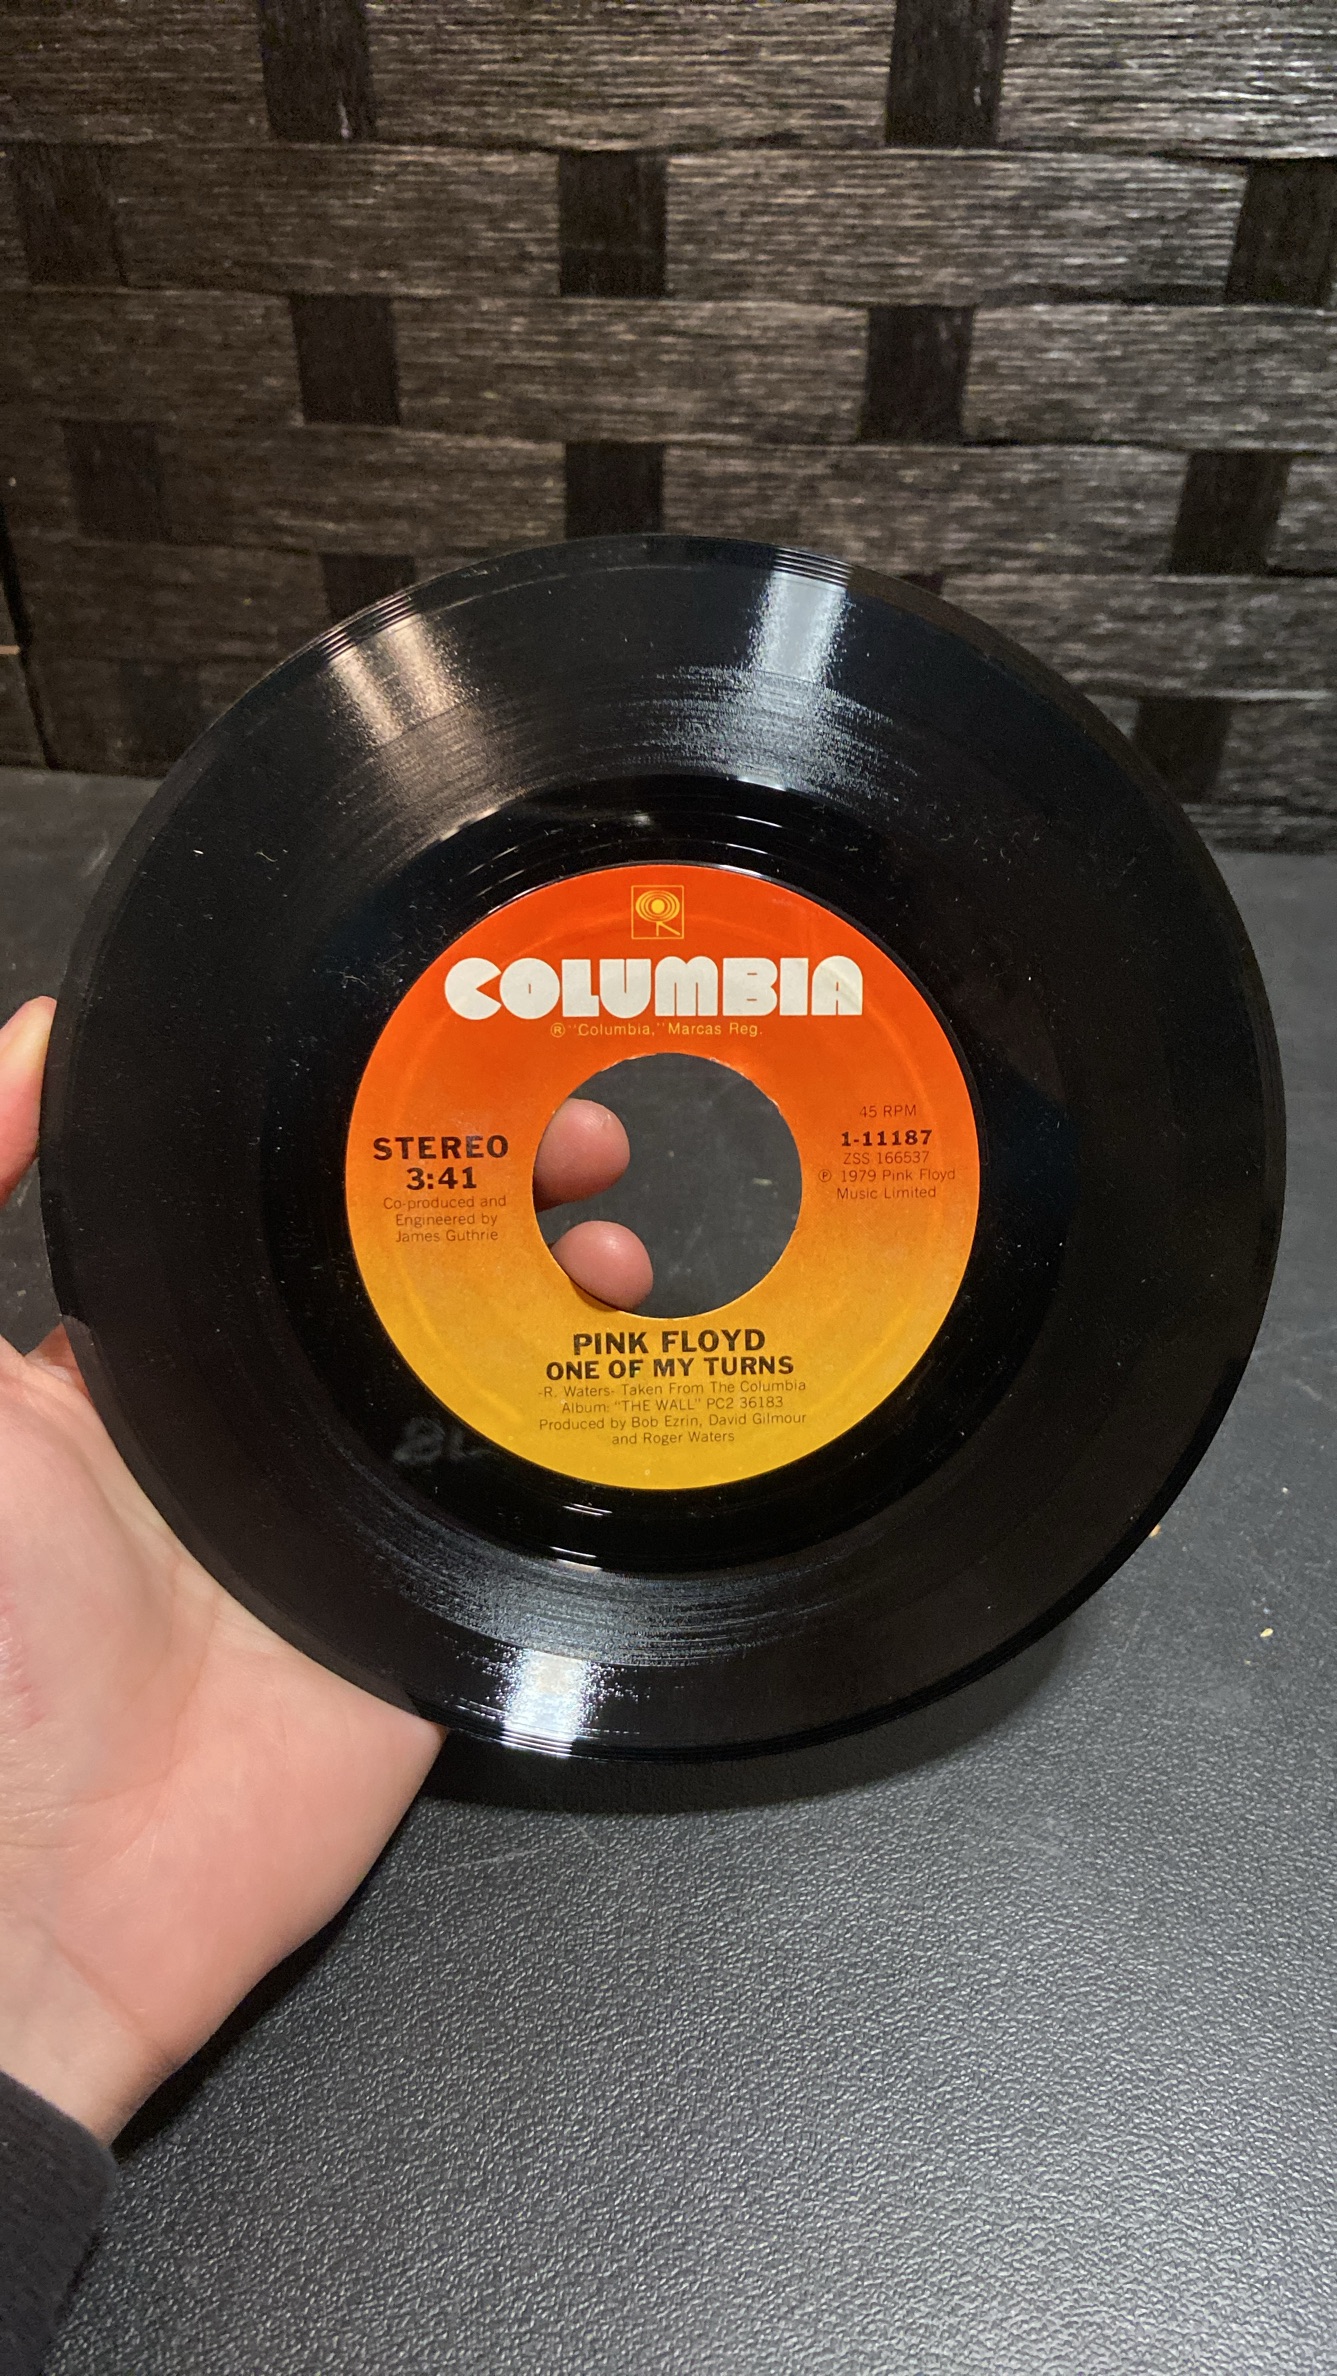 COLUMBIA
® "Columbia," Marcas Reg.
STEREO
3:41
Co-produced and
Engineered by
James Guthrie
45 RPM
1-11187
ZSS 166537
℗ 1979 Pink Floyd
Music Limited
PINK FLOYD
ONE OF MY TURNS
-R. Waters- Taken From The Columbia
Album: "THE WALL" PC2 36183
Produced by Bob Ezrin, David Gilmour
and Roger Waters